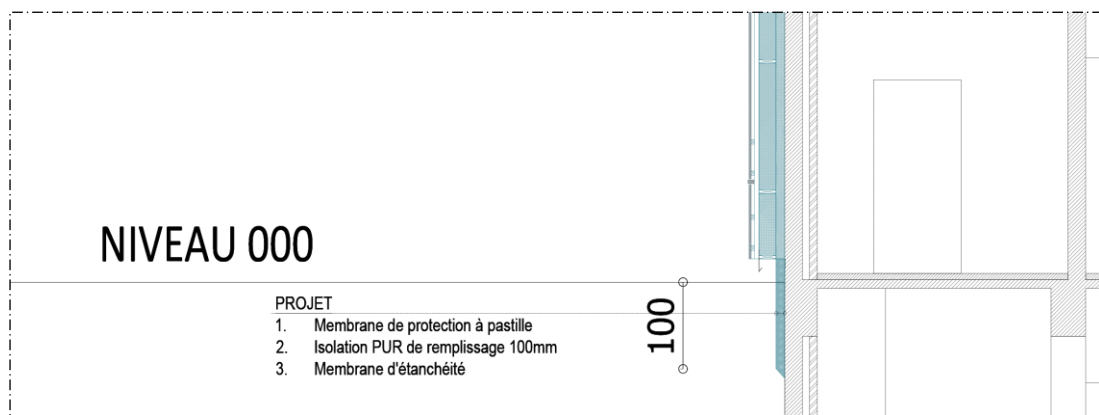 NIVEAU 000
PROJET
1. Membrane de protection à pastille
2. Isolation PUR de remplissage 100mm
3. Membrane d'étanchéité
100